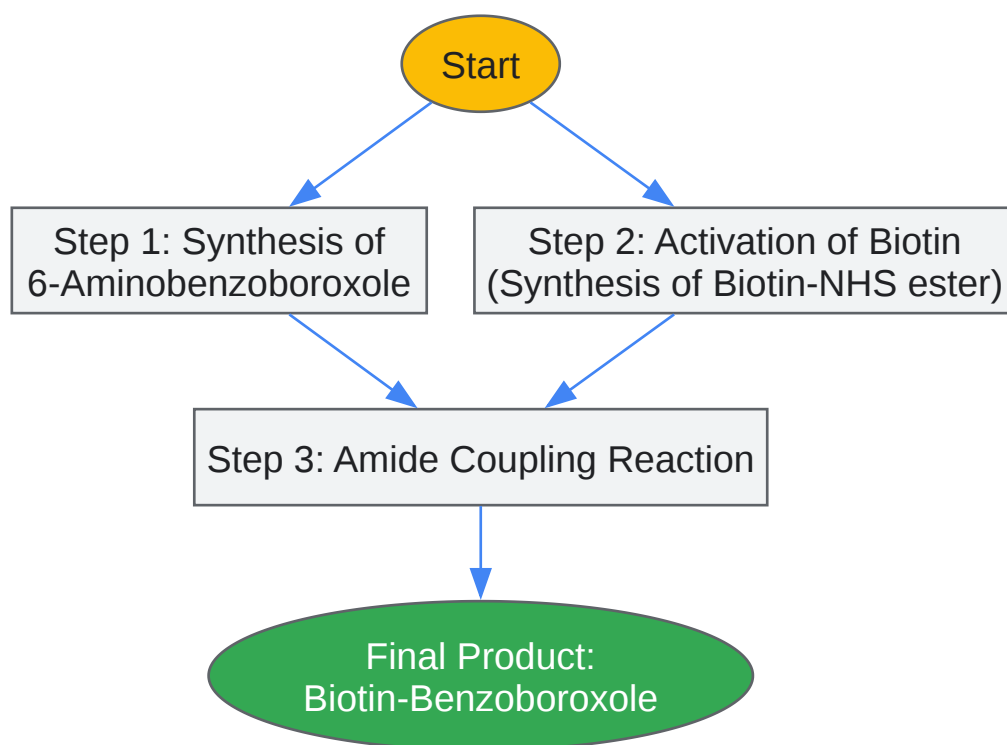 Start
Step 1: Synthesis of
6-Aminobenzoboroxole
Step 2: Activation of Biotin
(Synthesis of Biotin-NHS ester)
Step 3: Amide Coupling Reaction
Final Product:
Biotin-Benzoboroxole